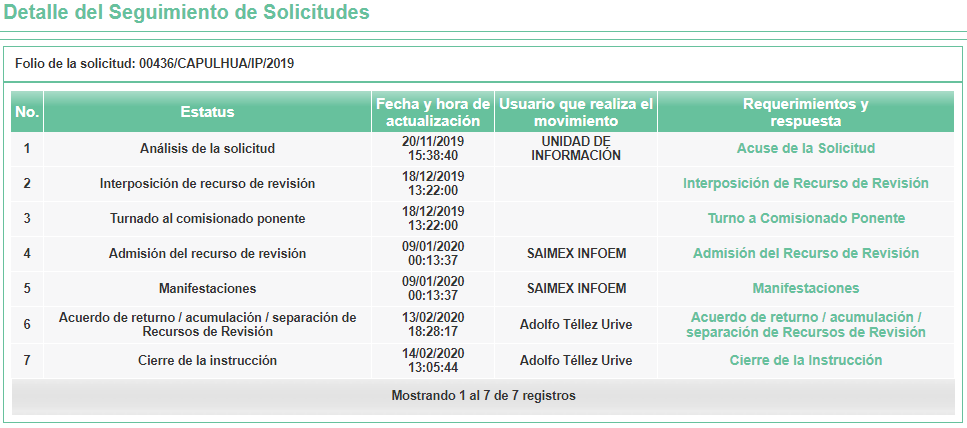 Detalle del Seguimiento de Solicitudes
Folio de la solicitud: 00436/CAPULHUA/IP/2019
No. Estatus Fecha y hora de actualización Usuario que realiza el movimiento Requerimientos y respuesta
1 Análisis de la solicitud 20/11/2019 15:38:40 UNIDAD DE INFORMACIÓN Acuse de la Solicitud
2 Interposición de recurso de revisión 18/12/2019 13:22:00 Interposición de Recurso de Revisión
3 Turnado al comisionado ponente 18/12/2019 13:22:00 Turno a Comisionado Ponente
4 Admisión del recurso de revisión 09/01/2020 00:13:37 SAIMEX INFOEM Admisión del Recurso de Revisión
5 Manifestaciones 09/01/2020 00:13:37 SAIMEX INFOEM Manifestaciones
6 Acuerdo de returno / acumulación / separación de Recursos de Revisión 13/02/2020 18:28:17 Adolfo Téllez Urive Acuerdo de returno / acumulación / separación de Recursos de Revisión
7 Cierre de la instrucción 14/02/2020 13:05:44 Adolfo Téllez Urive Cierre de la Instrucción
Mostrando 1 al 7 de 7 registros